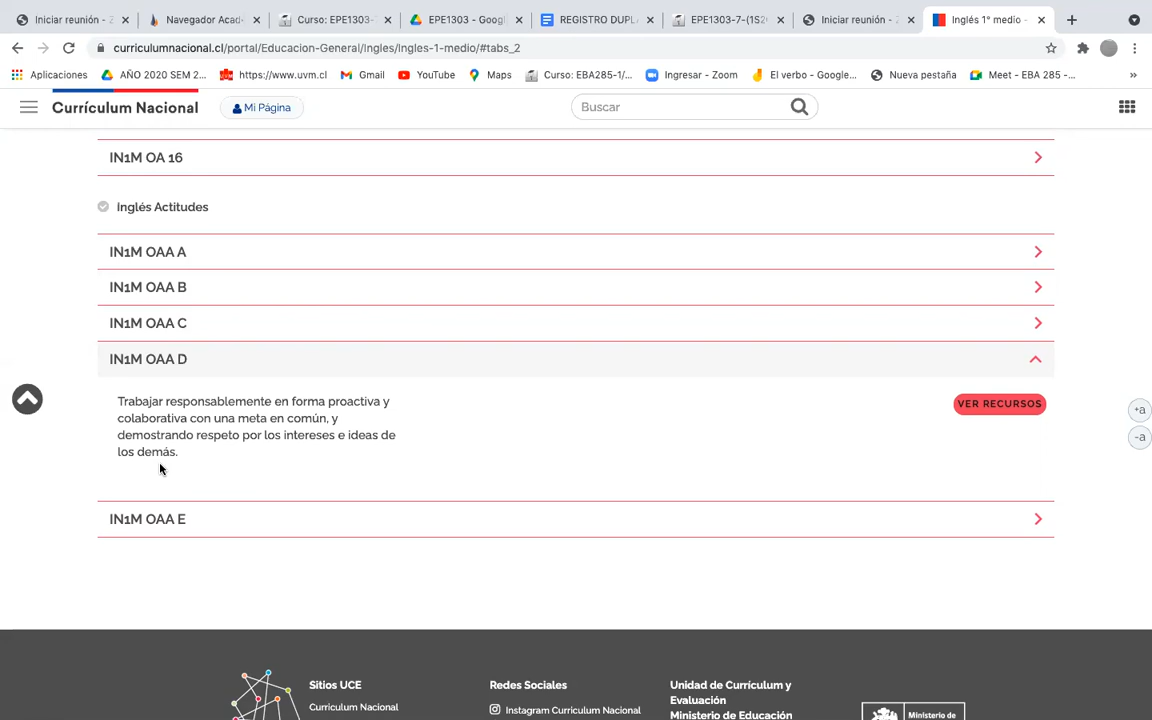 Iniciar reunión - Z
Navegador Acad
Curso: EPE1303-
EPE1303 - Googl
REGISTRO DUPL
EPE1303-7-(1S20
Iniciar reunión - Z
Inglés 1° medio -
curriculumnacional.cl/portal/Educacion-General/Ingles/Ingles-1-medio/#tabs_2
Aplicaciones
AÑO 2020 SEM 2...
https://www.uvm.cl
Gmail
YouTube
Maps
Curso: EBA285-1/...
Ingresar - Zoom
El verbo - Google...
Nueva pestaña
Meet - EBA 285 -...
»
Currículum Nacional
Mi Página
Buscar
IN1M OA 16
Inglés Actitudes
IN1M OAA A
IN1M OAA B
IN1M OAA C
IN1M OAA D
Trabajar responsablemente en forma proactiva y
colaborativa con una meta en común, y
demostrando respeto por los intereses e ideas de
los demás.
VER RECURSOS
+a
-a
IN1M OAA E
Sitios UCE
Curriculum Nacional
Redes Sociales
Instagram Curriculum Nacional
Unidad de Currículum y
Evaluación
Ministerio de Educación
Ministerio de